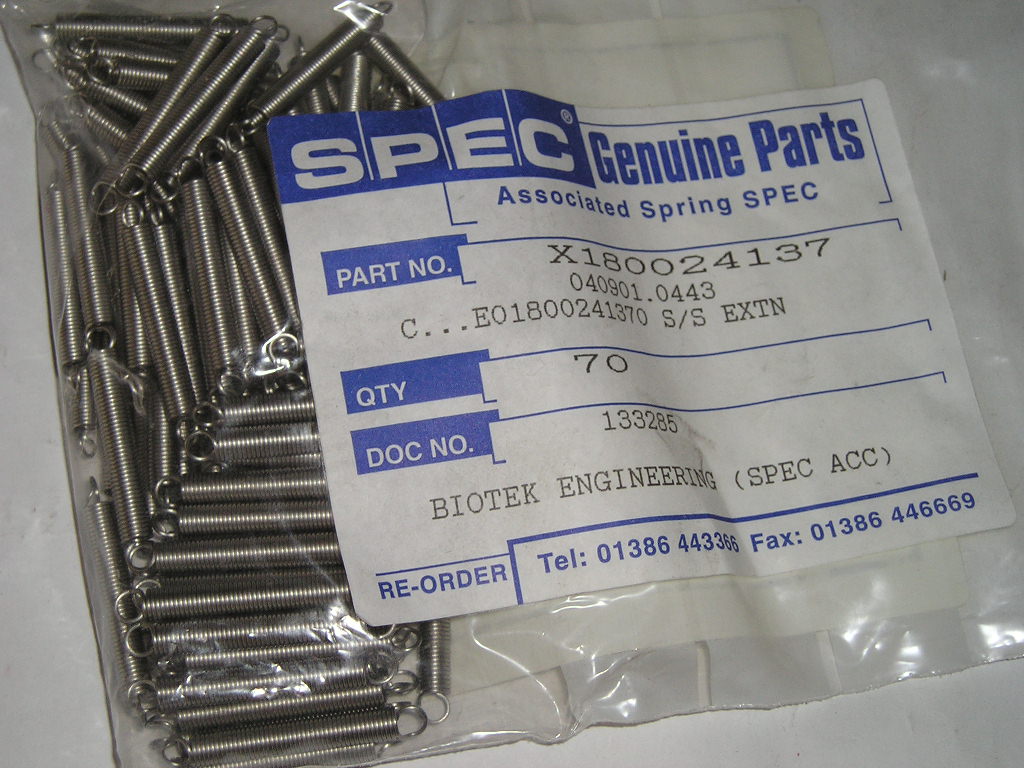 SPEC® Genuine Parts
Associated Spring SPEC
PART NO. X180024137
040901.0443
C...E01800241370 S/S EXTN
QTY 70
DOC NO. 133285
BIOTEK ENGINEERING (SPEC ACC)
RE-ORDER Tel: 01386 443366 Fax: 01386 446669